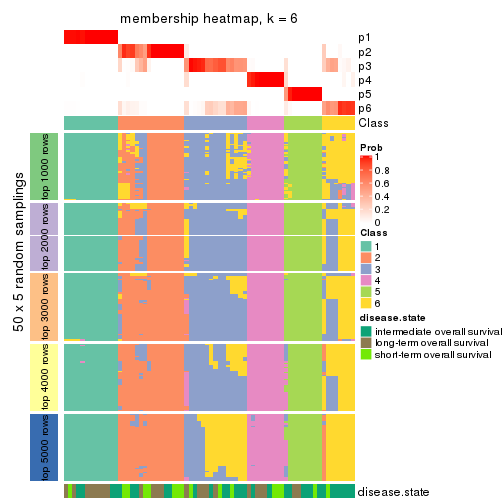 membership heatmap, k = 6
p1
p2
p3
p4
p5
p6
Class
50 x 5 random samplings
top 1000 rows
top 2000 rows
top 3000 rows
top 4000 rows
top 5000 rows
Prob
1
0.8
0.6
0.4
0.2
0
Class
1
2
3
4
5
6
disease.state
intermediate overall survival
long-term overall survival
short-term overall survival
disease.state